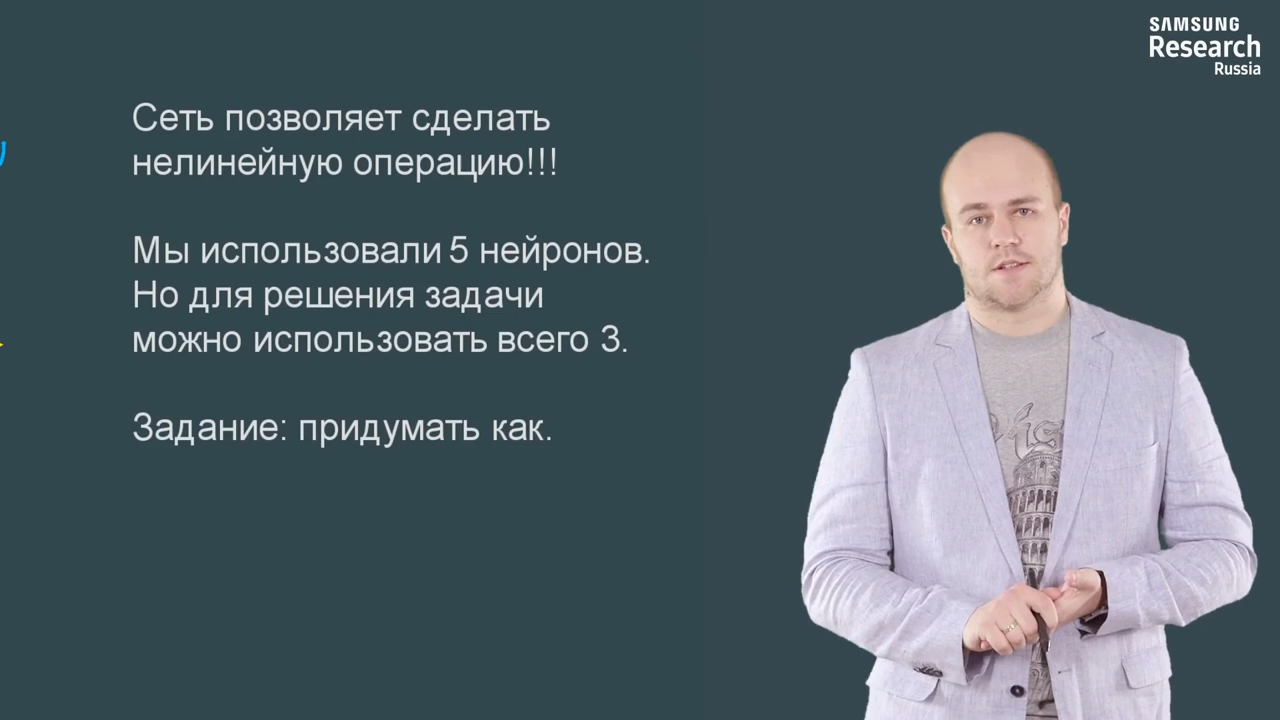 SAMSUNG
Research
Russia
Сеть позволяет сделать
нелинейную операцию!!!
Мы использовали 5 нейронов.
Но для решения задачи
можно использовать всего 3.
Задание: придумать как.